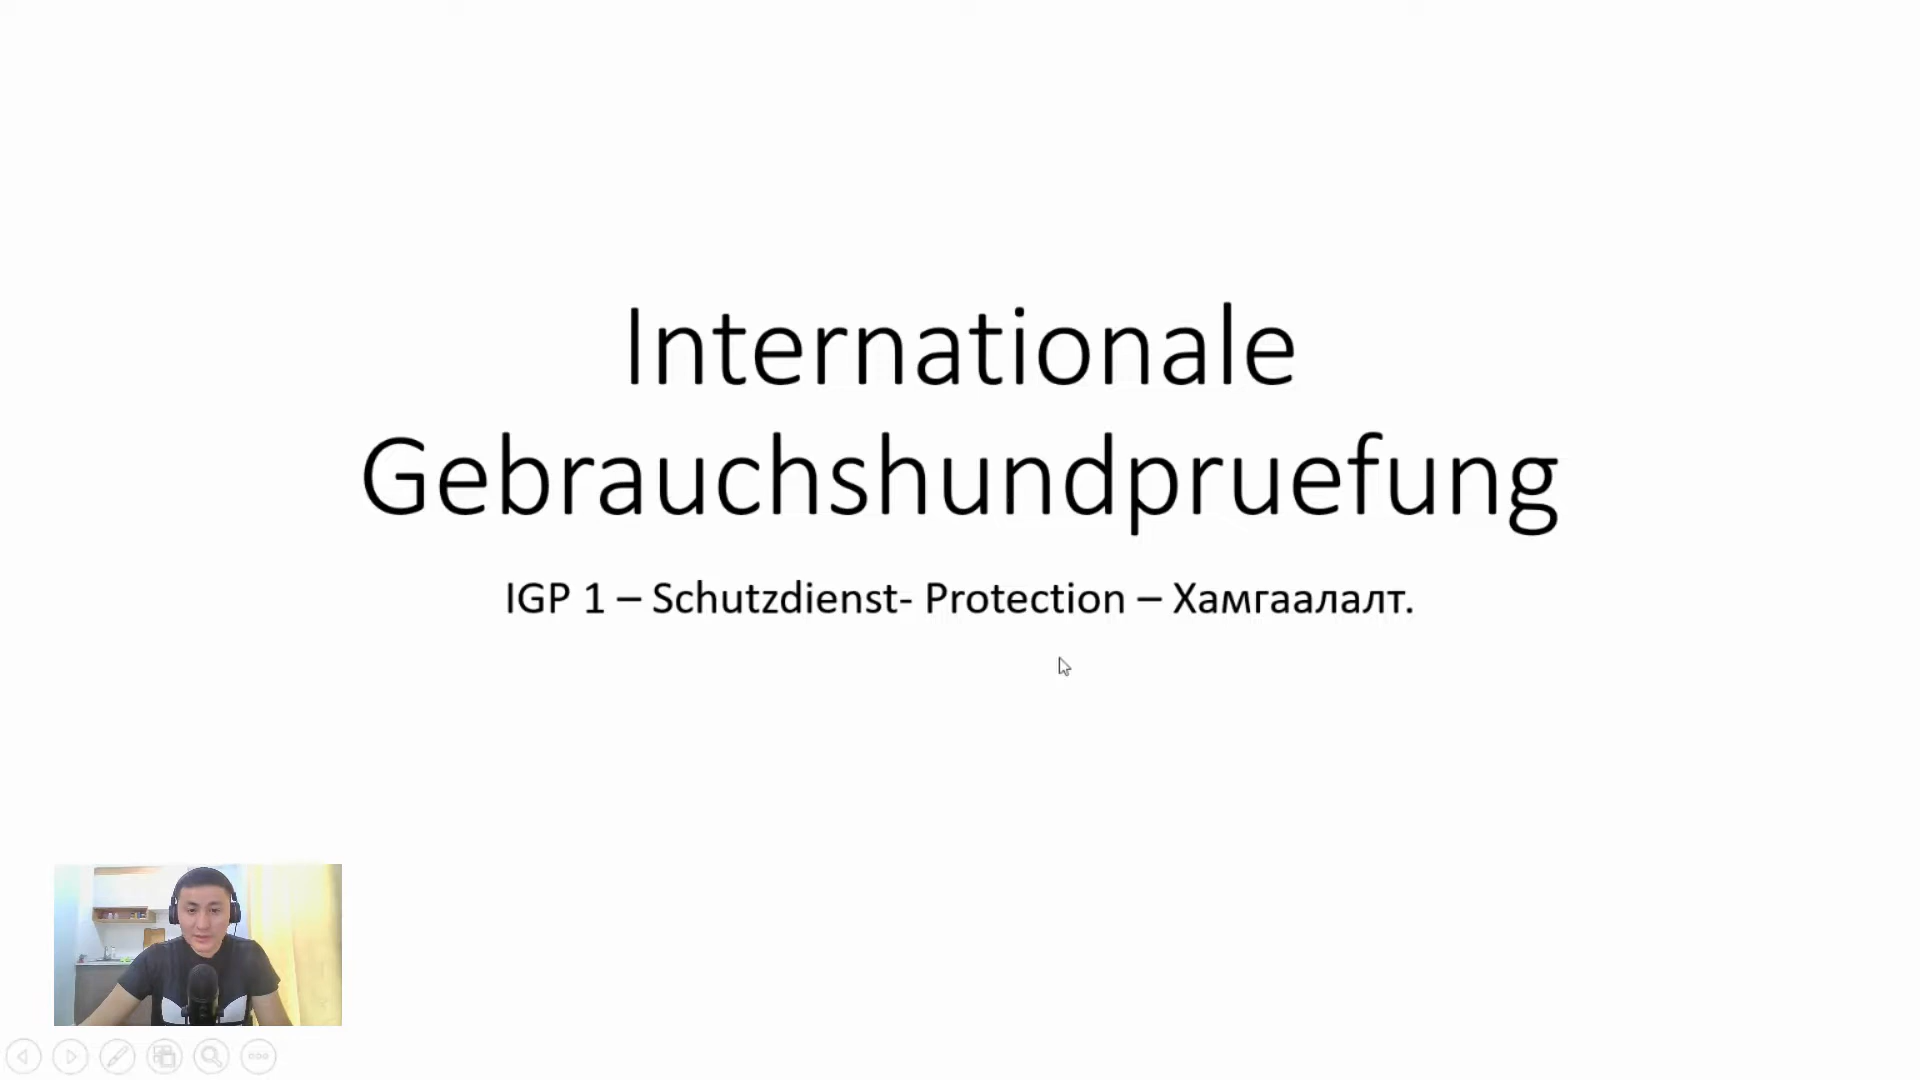 Internationale
Gebrauchshundpruefung
IGP 1 – Schutzdienst- Protection – Хамгаалалт.